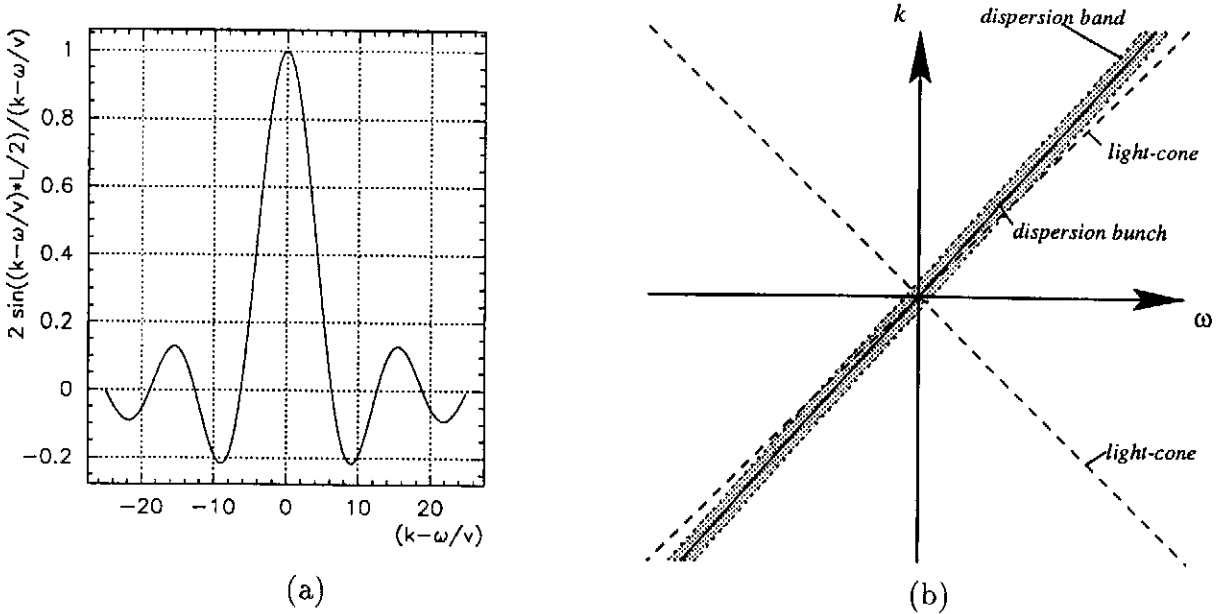 2 sin((k−ω/v)*L/2)/(k−ω/v)
1
0.8
0.6
0.4
0.2
0
−0.2
−20 −10 0 10 20
(k−ω/v)
(a)
k
dispersion band
light-cone
dispersion bunch
ω
light-cone
(b)